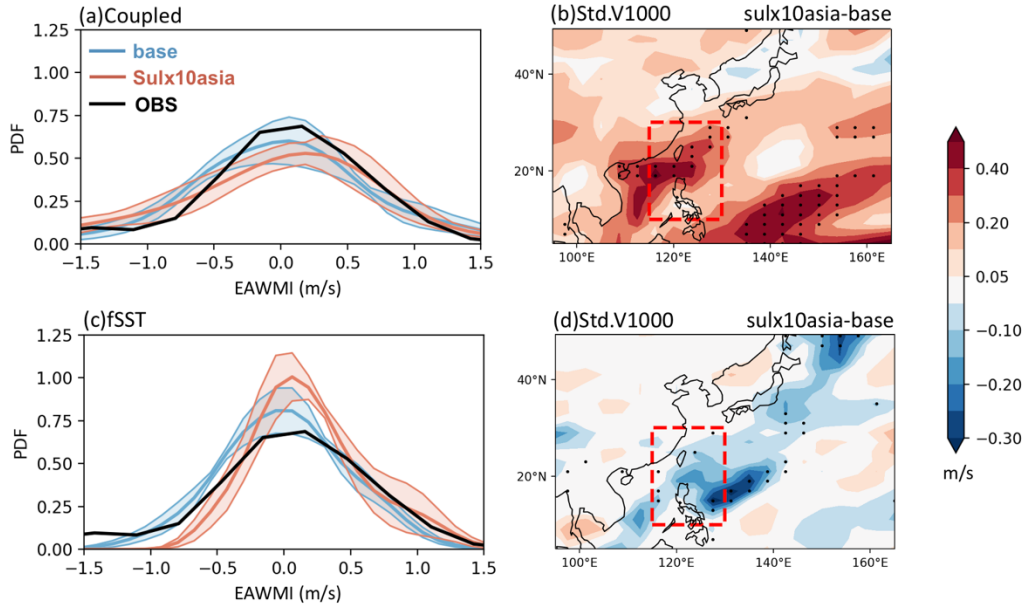 (a)Coupled
1.25
1.00
0.75
0.50
0.25
0.00
PDF
base
Sulx10asia
OBS
−1.5 −1.0 −0.5 0.0 0.5 1.0 1.5
EAWMI (m/s)
(b)Std.V1000 sulx10asia-base
40°N
20°N
100°E 120°E 140°E 160°E
(c)fSST
1.25
1.00
0.75
0.50
0.25
0.00
PDF
−1.5 −1.0 −0.5 0.0 0.5 1.0 1.5
EAWMI (m/s)
(d)Std.V1000 sulx10asia-base
40°N
20°N
100°E 120°E 140°E 160°E
0.40
0.20
0.05
−0.10
−0.20
−0.30
m/s